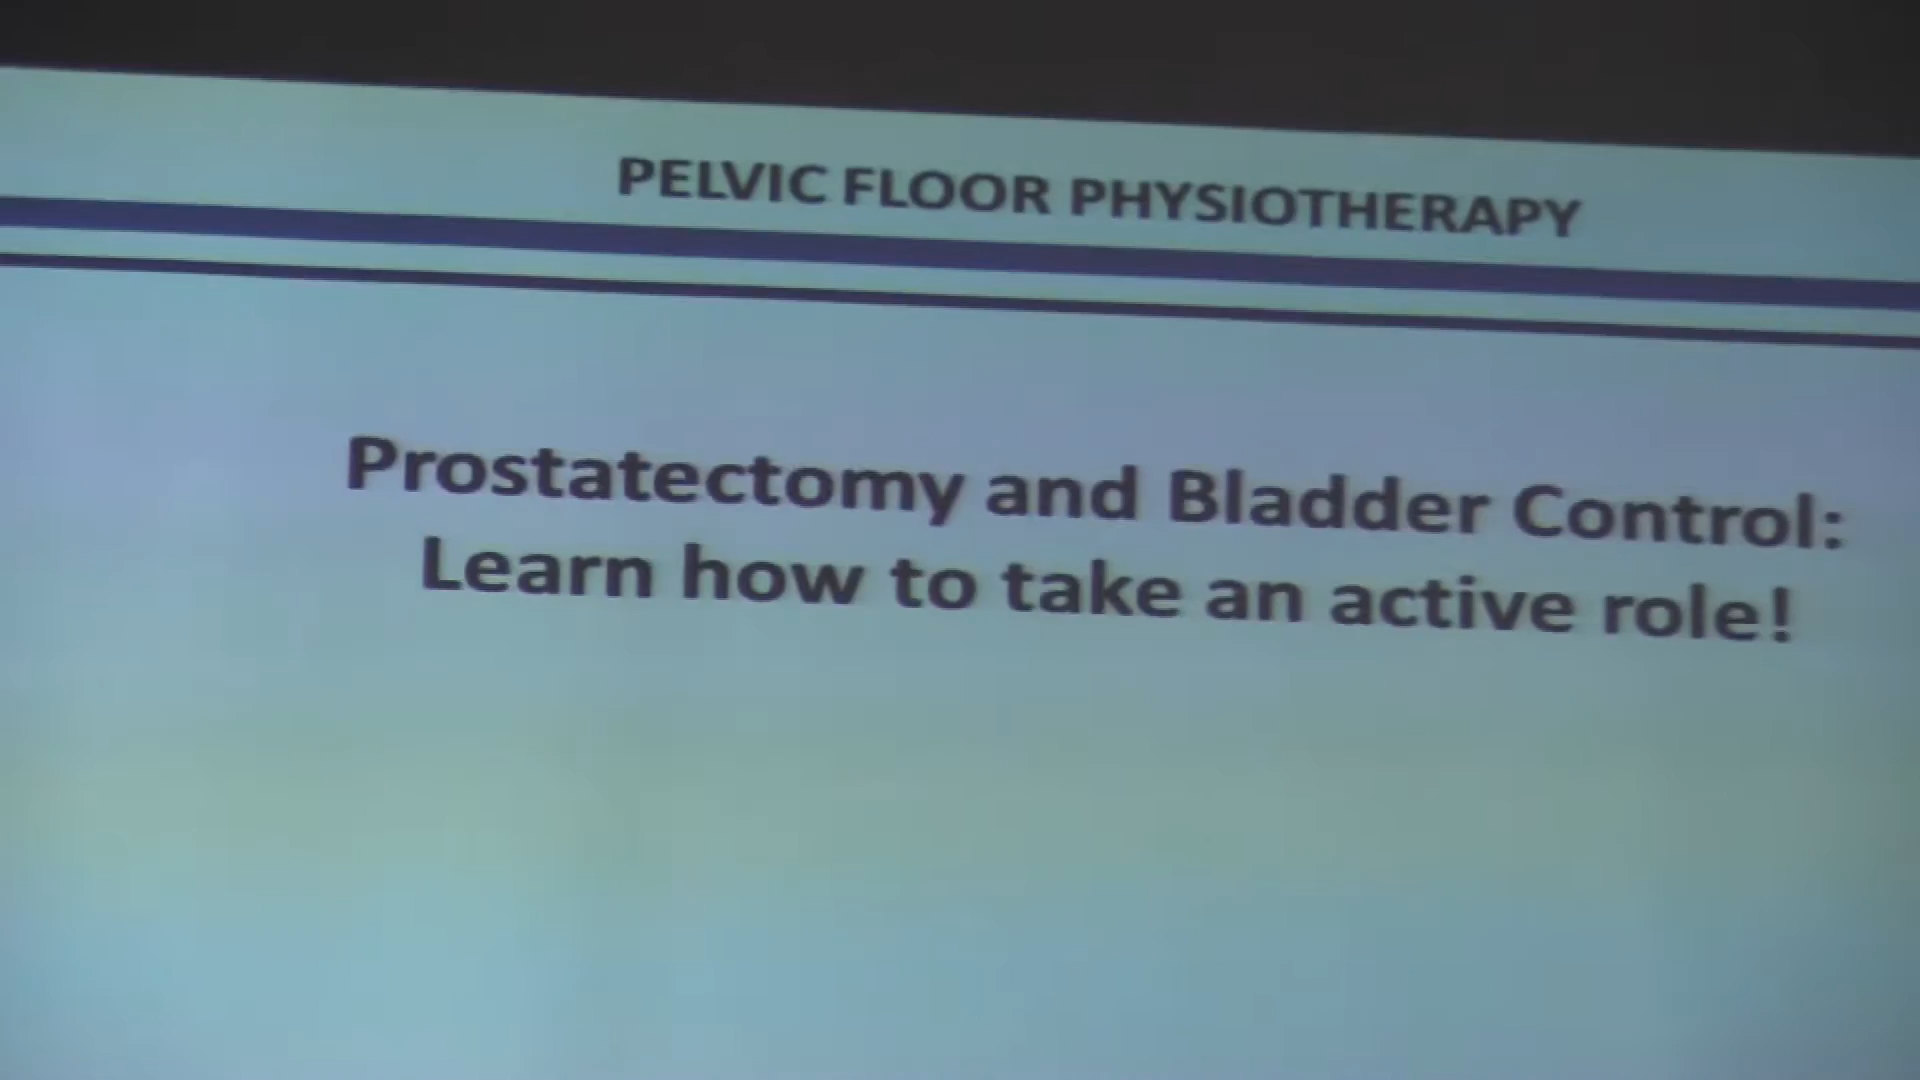 PELVIC FLOOR PHYSIOTHERAPY
Prostatectomy and Bladder Control:
Learn how to take an active role!